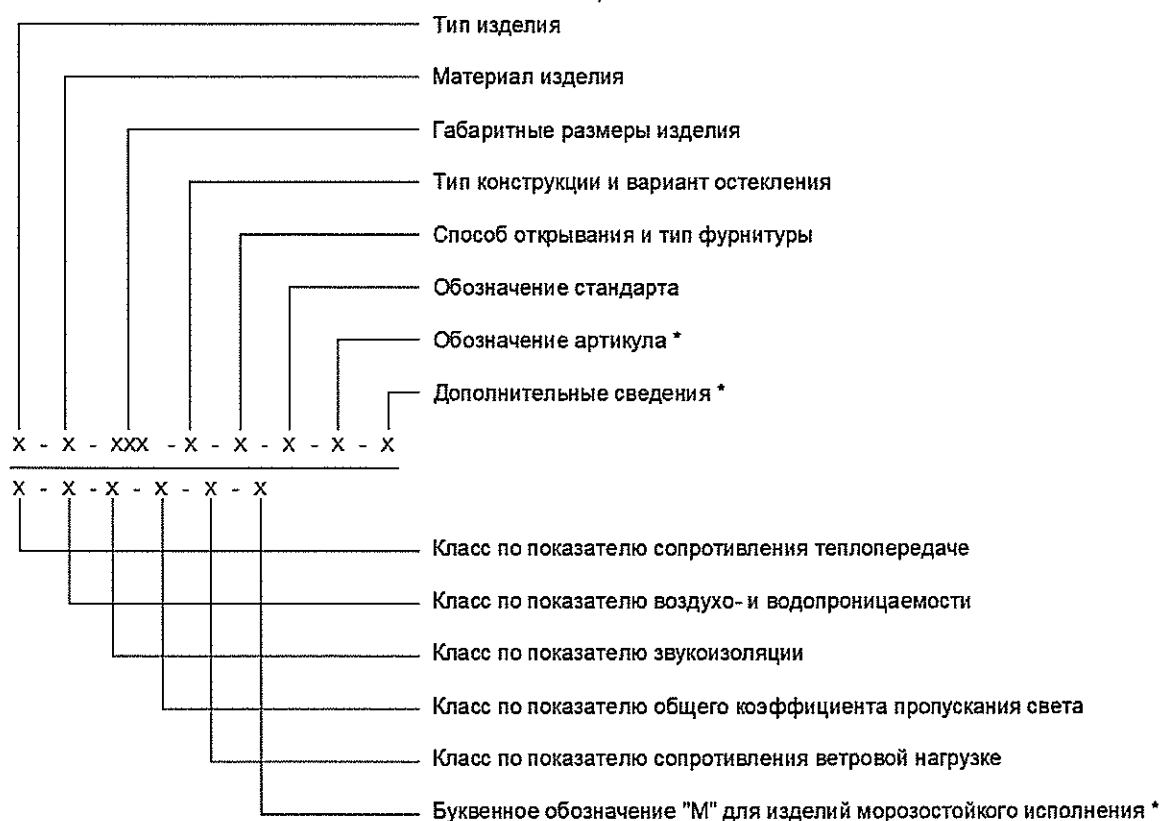 Тип изделия
Материал изделия
Габаритные размеры изделия
Тип конструкции и вариант остекления
Способ открывания и тип фурнитуры
Обозначение стандарта
Обозначение артикула *
Дополнительные сведения *
X - X - XXX - X - X - X - X - X
X - X - X - X - X - X
Класс по показателю сопротивления теплопередаче
Класс по показателю воздухо- и водопроницаемости
Класс по показателю звукоизоляции
Класс по показателю общего коэффициента пропускания света
Класс по показателю сопротивления ветровой нагрузке
Буквенное обозначение "М" для изделий морозостойкого исполнения *